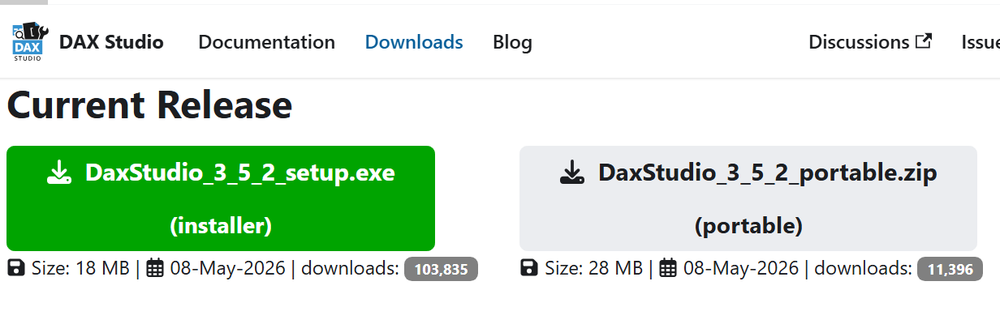 DAX STUDIO DAX Studio Documentation Downloads Blog Discussions Issue
Current Release
DaxStudio_3_5_2_setup.exe
(installer)
Size: 18 MB | 08-May-2026 | downloads: 103,835
DaxStudio_3_5_2_portable.zip
(portable)
Size: 28 MB | 08-May-2026 | downloads: 11,396